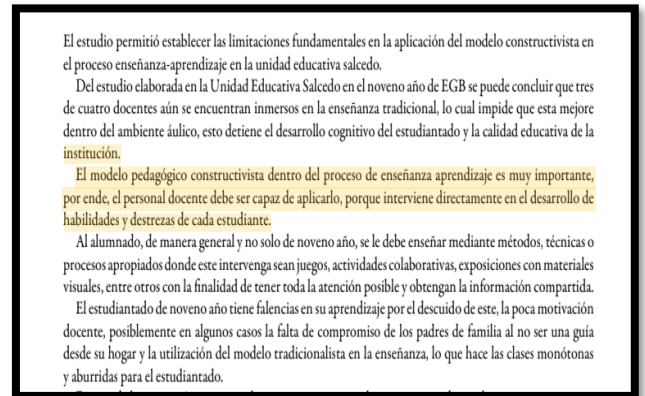 El estudio permitió establecer las limitaciones fundamentales en la aplicación del modelo constructivista en
el proceso enseñanza-aprendizaje en la unidad educativa salcedo.
Del estudio elaborada en la Unidad Educativa Salcedo en el noveno año de EGB se puede concluir que tres
de cuatro docentes aún se encuentran inmersos en la enseñanza tradicional, lo cual impide que esta mejore
dentro del ambiente áulico, esto detiene el desarrollo cognitivo del estudiantado y la calidad educativa de la
institución.
El modelo pedagógico constructivista dentro del proceso de enseñanza aprendizaje es muy importante,
por ende, el personal docente debe ser capaz de aplicarlo, porque interviene directamente en el desarrollo de
habilidades y destrezas de cada estudiante.
Al alumnado, de manera general y no solo de noveno año, se le debe enseñar mediante métodos, técnicas o
procesos apropiados donde este intervenga sean juegos, actividades colaborativas, exposiciones con materiales
visuales, entre otros con la finalidad de tener toda la atención posible y obtengan la información compartida.
El estudiantado de noveno año tiene falencias en su aprendizaje por el descuido de este, la poca motivación
docente, posiblemente en algunos casos la falta de compromiso de los padres de familia al no ser una guía
desde su hogar y la utilización del modelo tradicionalista en la enseñanza, lo que hace las clases monótonas
y aburridas para el estudiantado.